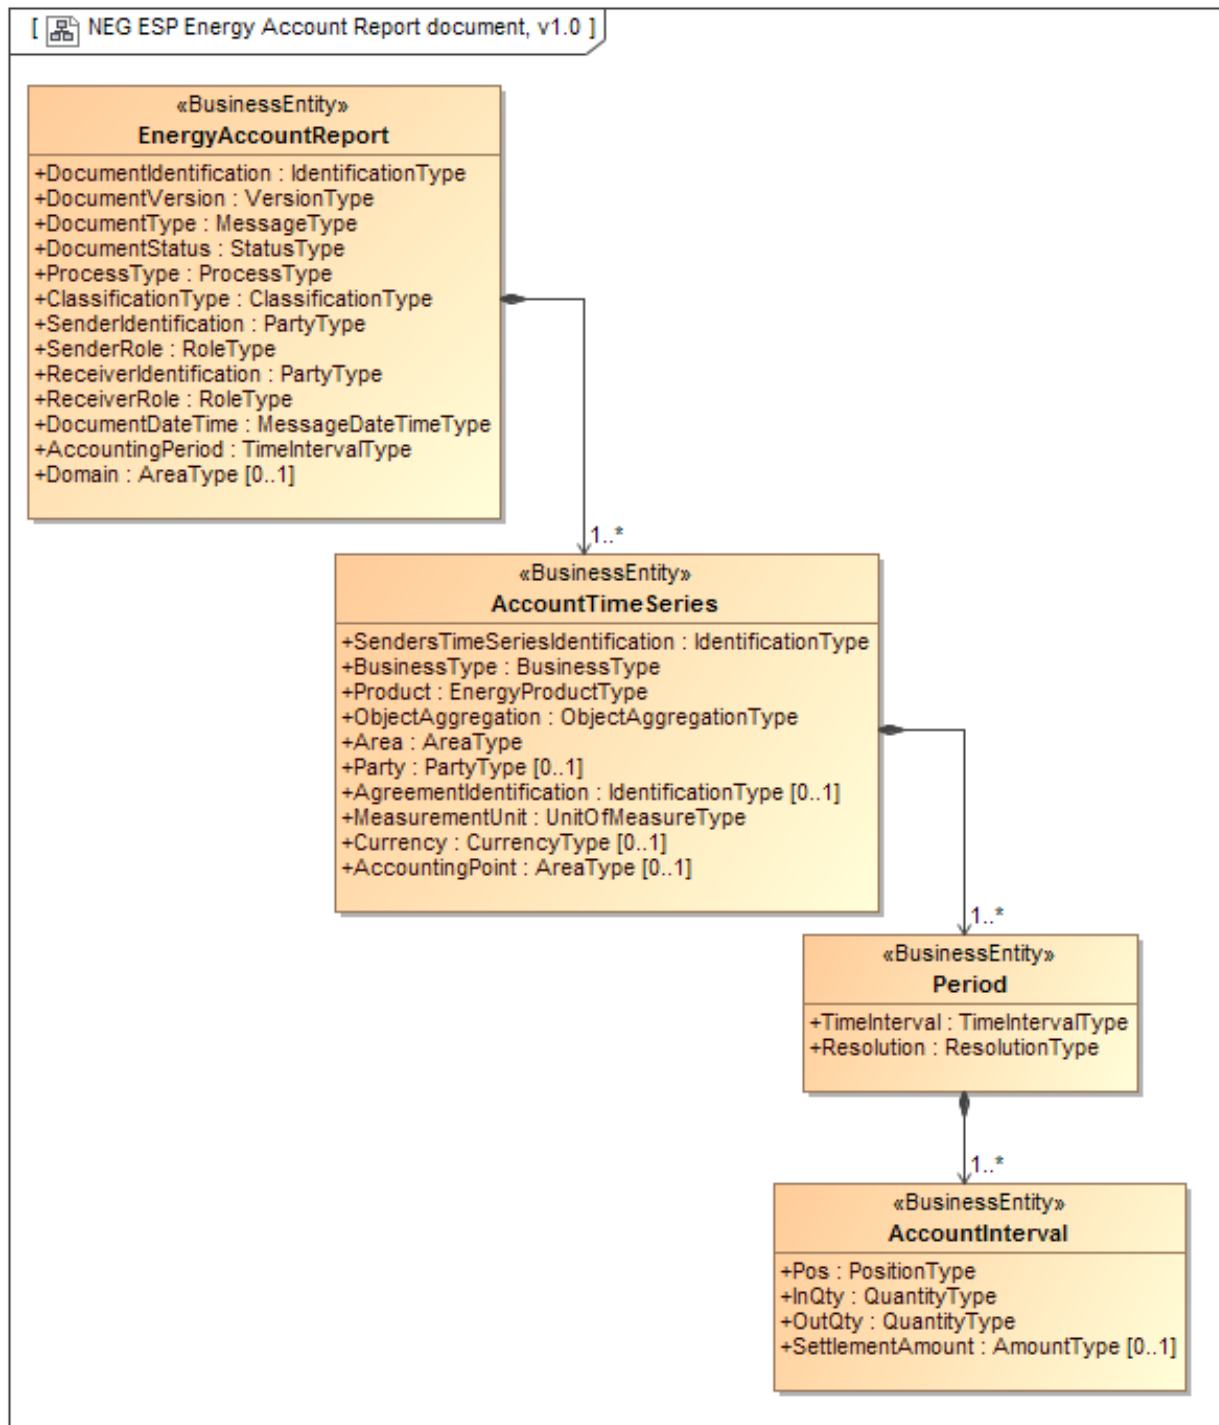 [ NEG ESP Energy Account Report document, v1.0 ]
«BusinessEntity»
EnergyAccountReport
+DocumentIdentification : IdentificationType
+DocumentVersion : VersionType
+DocumentType : MessageType
+DocumentStatus : StatusType
+ProcessType : ProcessType
+ClassificationType : ClassificationType
+SenderIdentification : PartyType
+SenderRole : RoleType
+ReceiverIdentification : PartyType
+ReceiverRole : RoleType
+DocumentDateTime : MessageDateTimeType
+AccountingPeriod : TimeIntervalType
+Domain : AreaType [0..1]
1..*
«BusinessEntity»
AccountTimeSeries
+SendersTimeSeriesIdentification : IdentificationType
+BusinessType : BusinessType
+Product : EnergyProductType
+ObjectAggregation : ObjectAggregationType
+Area : AreaType
+Party : PartyType [0..1]
+AgreementIdentification : IdentificationType [0..1]
+MeasurementUnit : UnitOfMeasureType
+Currency : CurrencyType [0..1]
+AccountingPoint : AreaType [0..1]
1..*
«BusinessEntity»
Period
+TimeInterval : TimeIntervalType
+Resolution : ResolutionType
1..*
«BusinessEntity»
AccountInterval
+Pos : PositionType
+InQty : QuantityType
+OutQty : QuantityType
+SettlementAmount : AmountType [0..1]